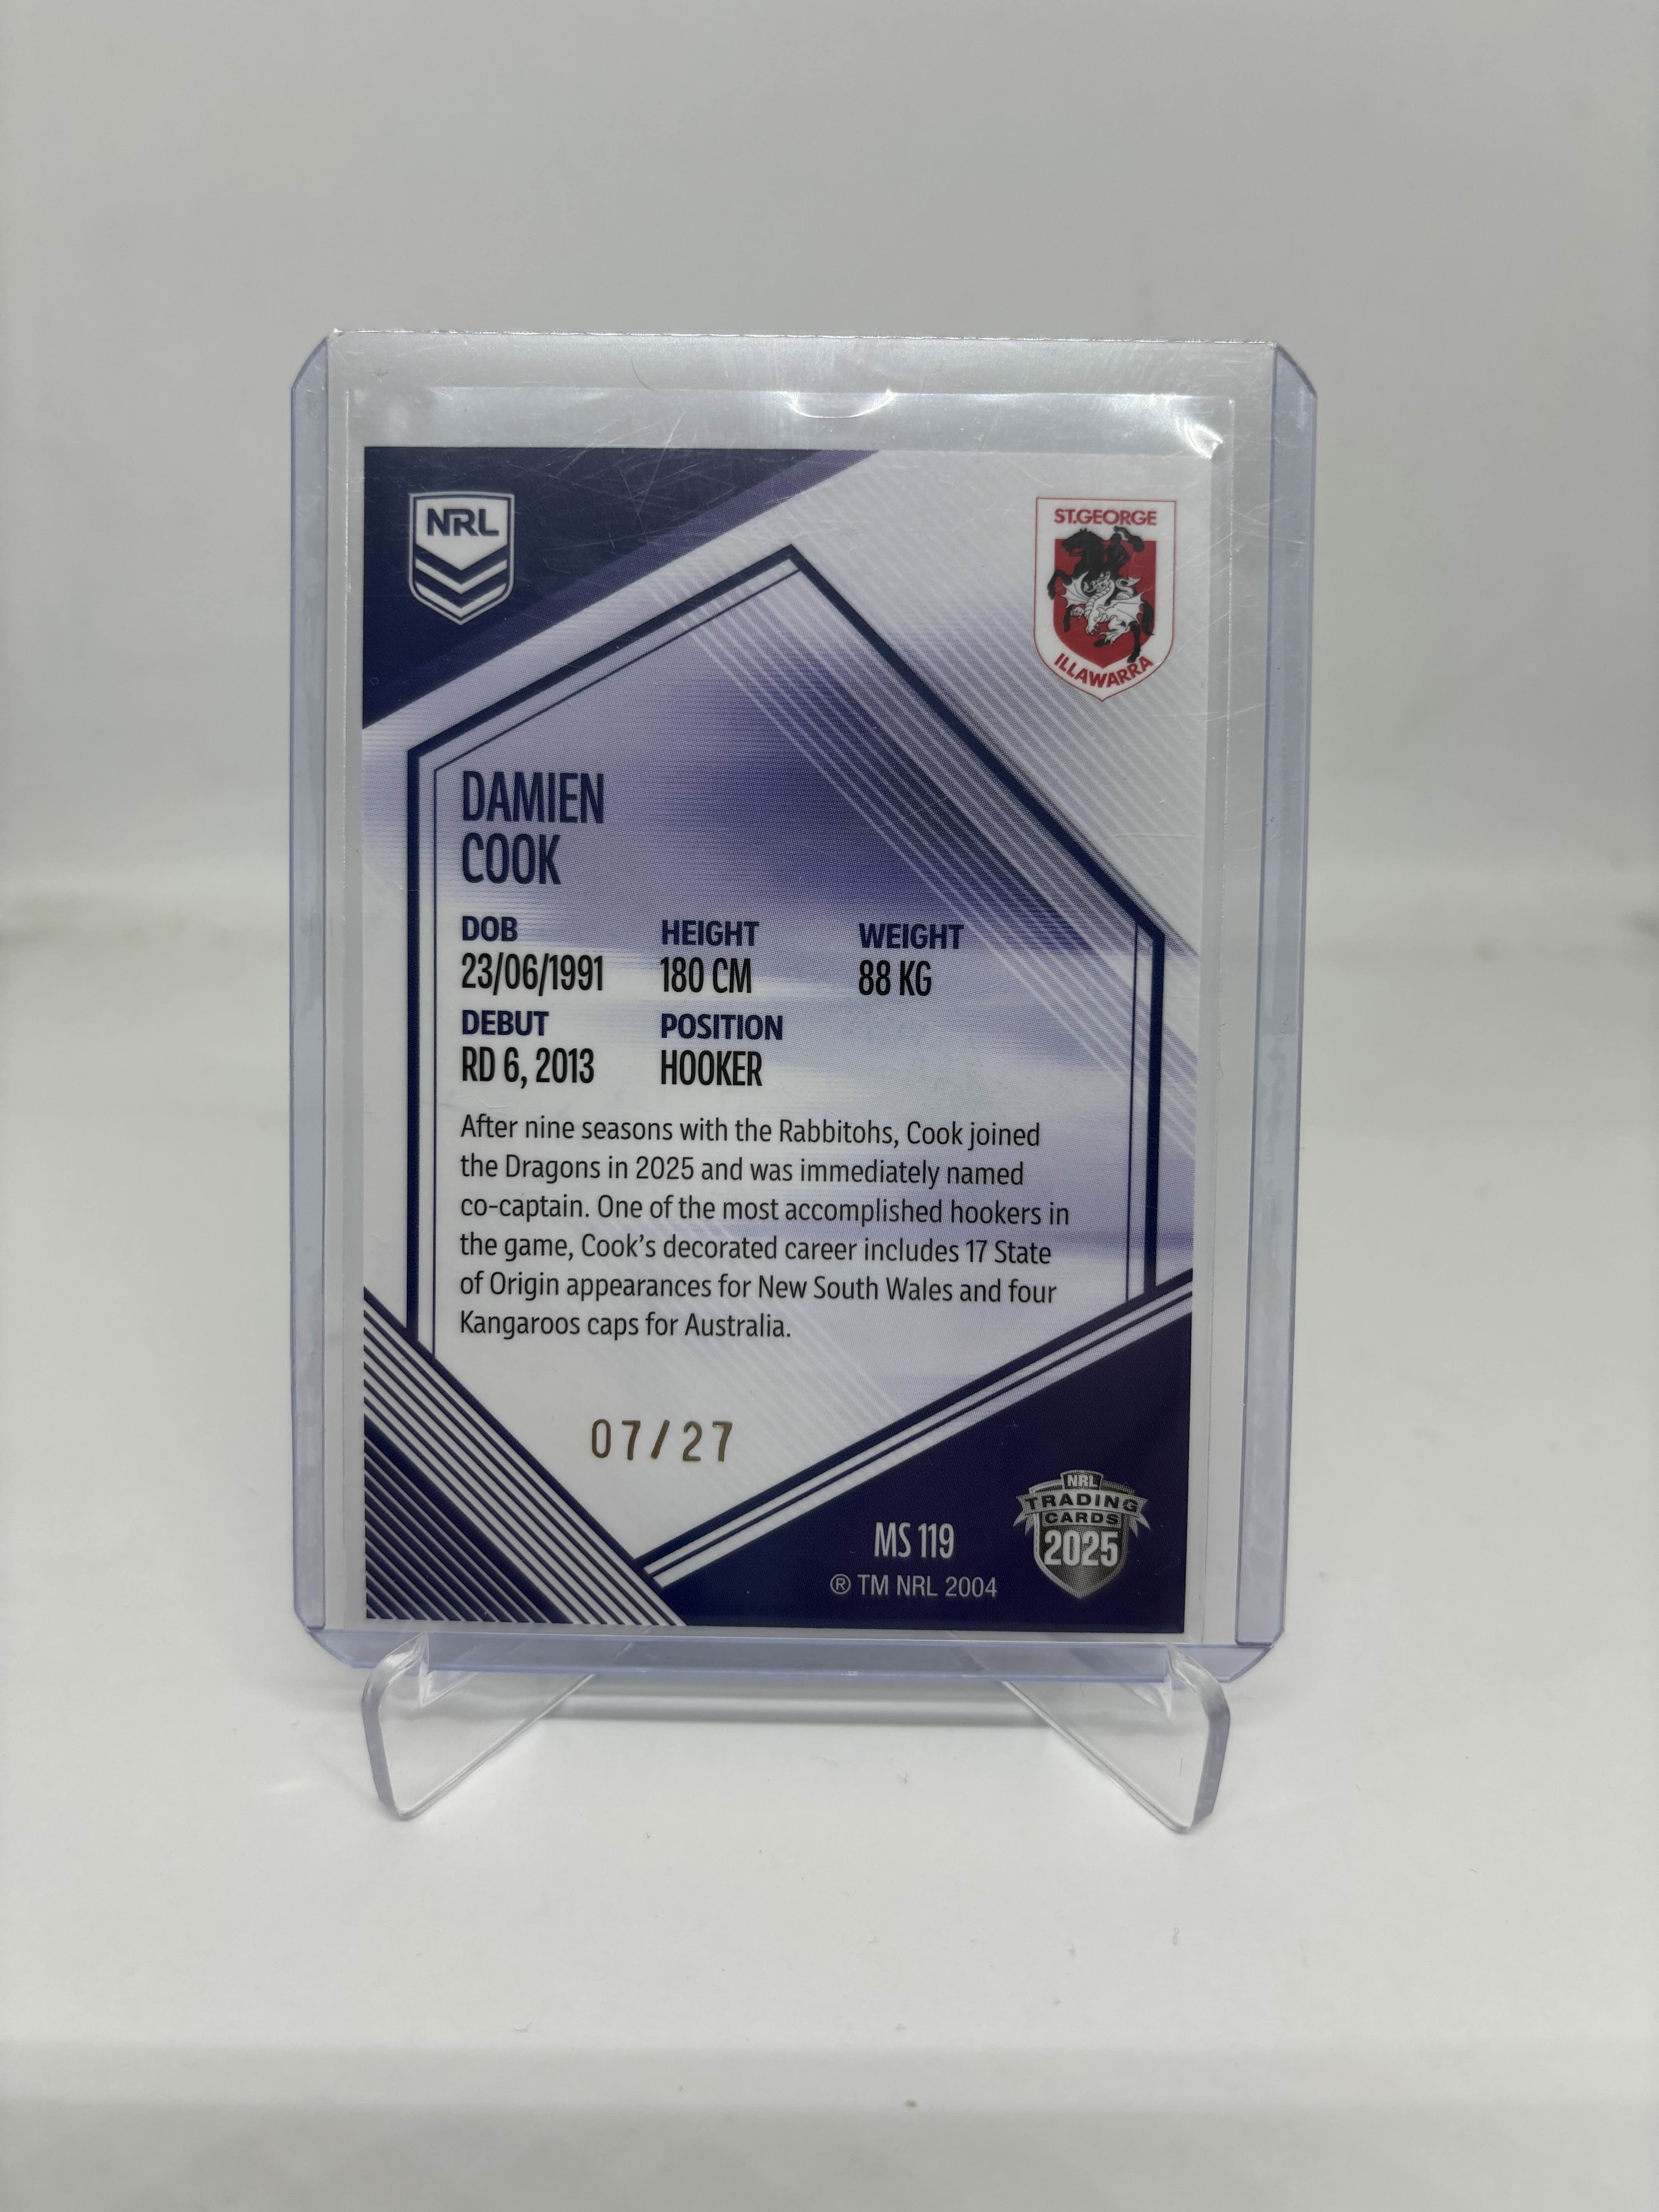 NRL
ST.GEORGE
ILLAWARRA
DAMIEN
COOK
DOB
23/06/1991
HEIGHT
180 CM
WEIGHT
88 KG
DEBUT
RD 6, 2013
POSITION
HOOKER
After nine seasons with the Rabbitohs, Cook joined
the Dragons in 2025 and was immediately named
co-captain. One of the most accomplished hookers in
the game, Cook's decorated career includes 17 State
of Origin appearances for New South Wales and four
Kangaroos caps for Australia.
07/27
MS 119
® TM NRL 2004
NRL
TRADING
CARDS
2025